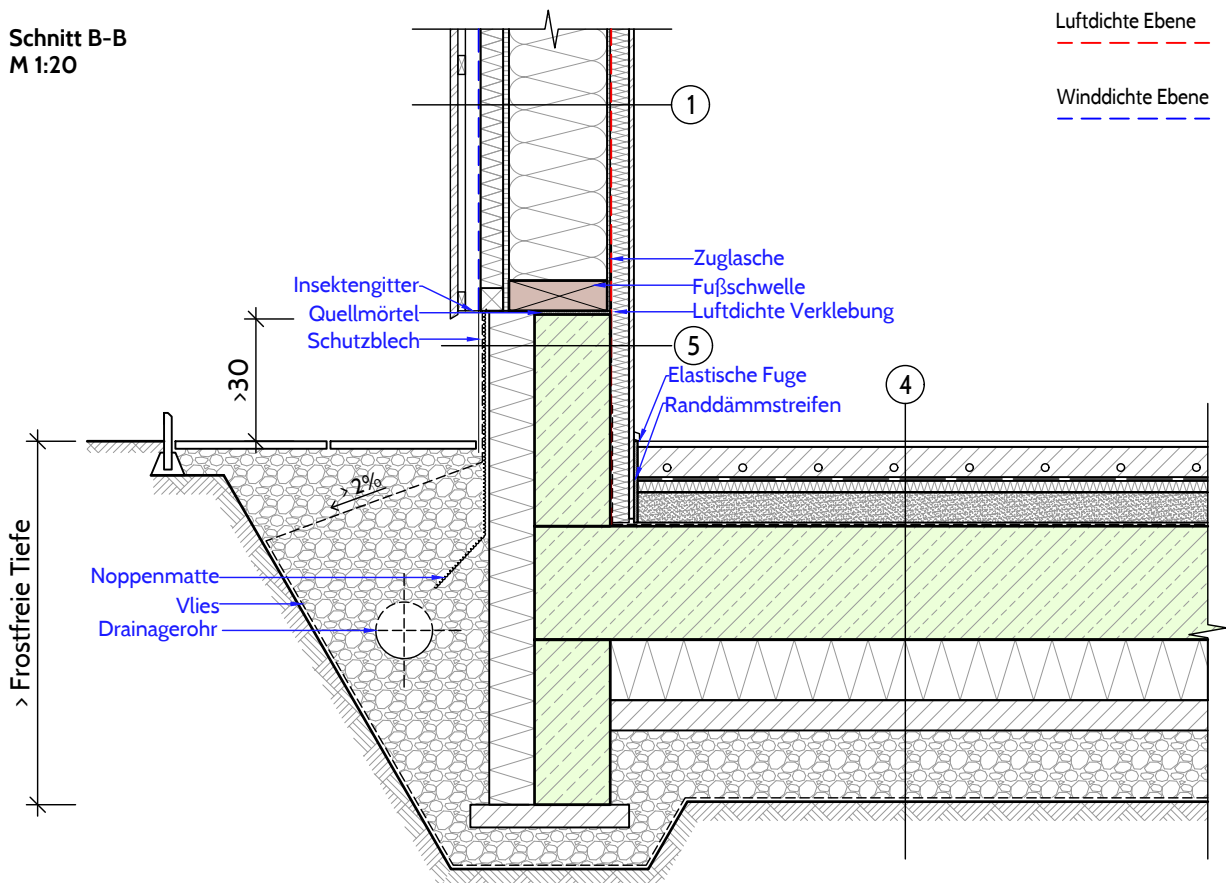 Schnitt B-B
M 1:20
Luftdichte Ebene
Winddichte Ebene
1
Zuglasche
Fußschwelle
Luftdichte Verklebung
Insektengitter
Quellmörtel
Schutzblech
5
Elastische Fuge
Randdämmstreifen
4
>30
> 2%
> Frostfreie Tiefe
Noppenmatte
Vlies
Drainagerohr